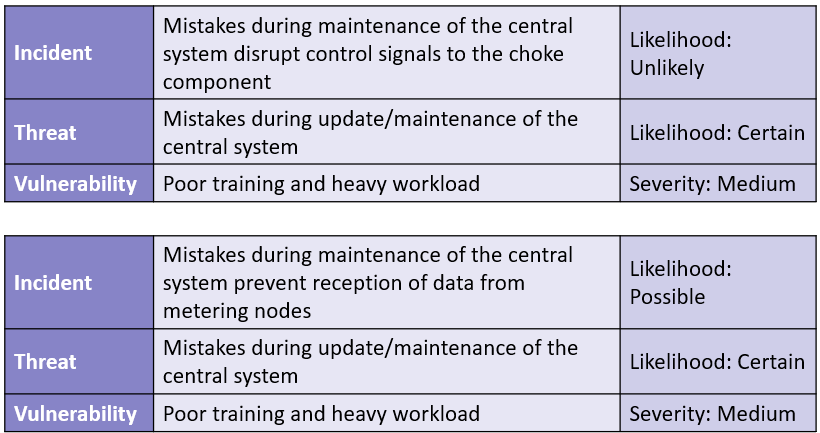 Incident
Mistakes during maintenance of the central
system disrupt control signals to the choke
component
Likelihood:
Unlikely
Threat
Mistakes during update/maintenance of the
central system
Likelihood: Certain
Vulnerability
Poor training and heavy workload
Severity: Medium
Incident
Mistakes during maintenance of the central
system prevent reception of data from
metering nodes
Likelihood:
Possible
Threat
Mistakes during update/maintenance of the
central system
Likelihood: Certain
Vulnerability
Poor training and heavy workload
Severity: Medium